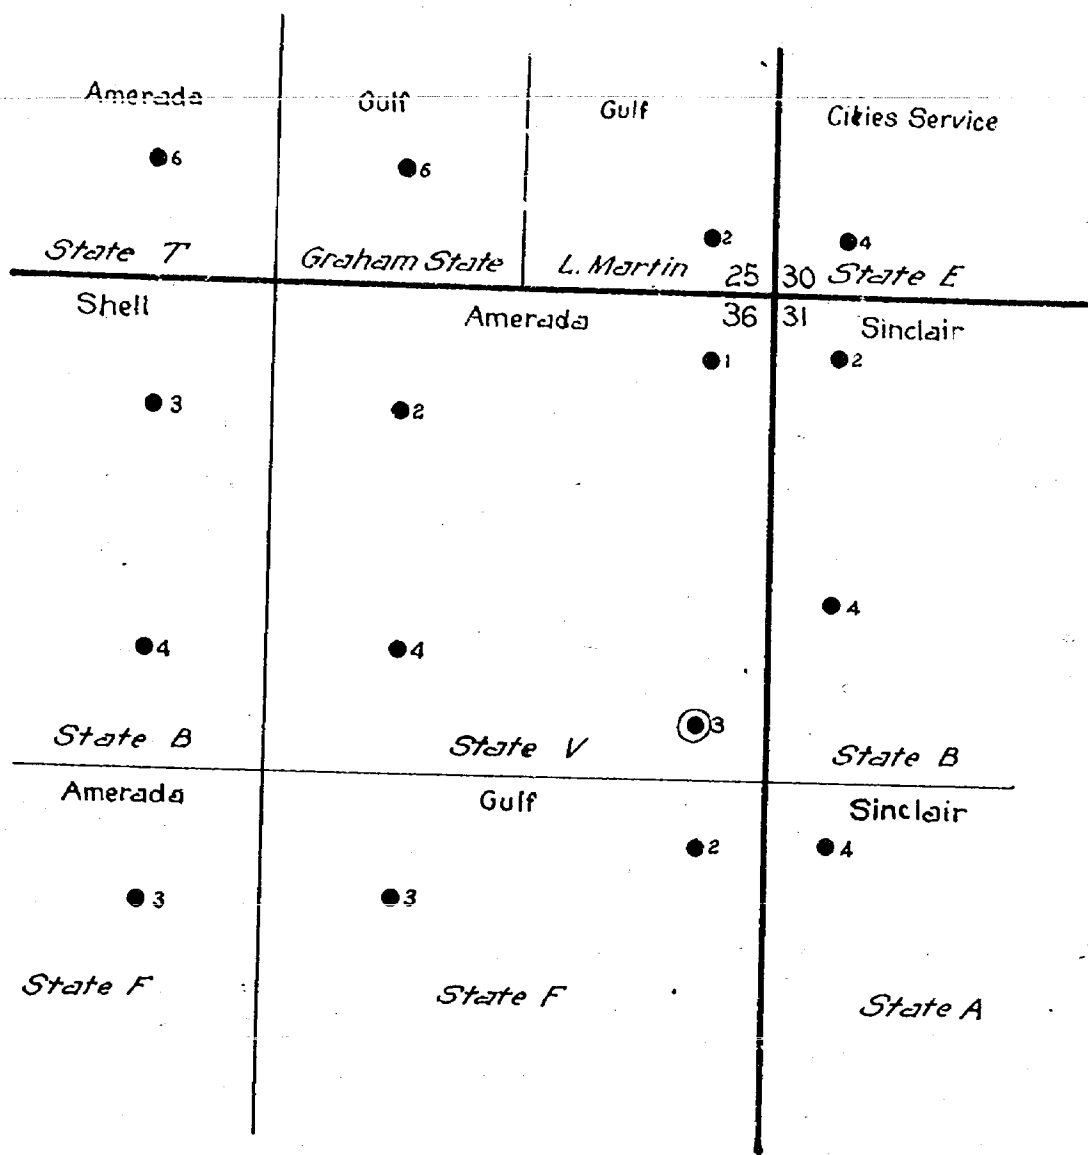 Amerada
Gulf
Gulf
Cities Service
6
6
2
4
State T
Graham State
L. Martin
25
30
State E
Shell
Amerada
36
31
Sinclair
1
2
3
2
4
4
4
3
State B
State V
State B
Amerada
Gulf
Sinclair
2
4
3
3
State F
State F
State A